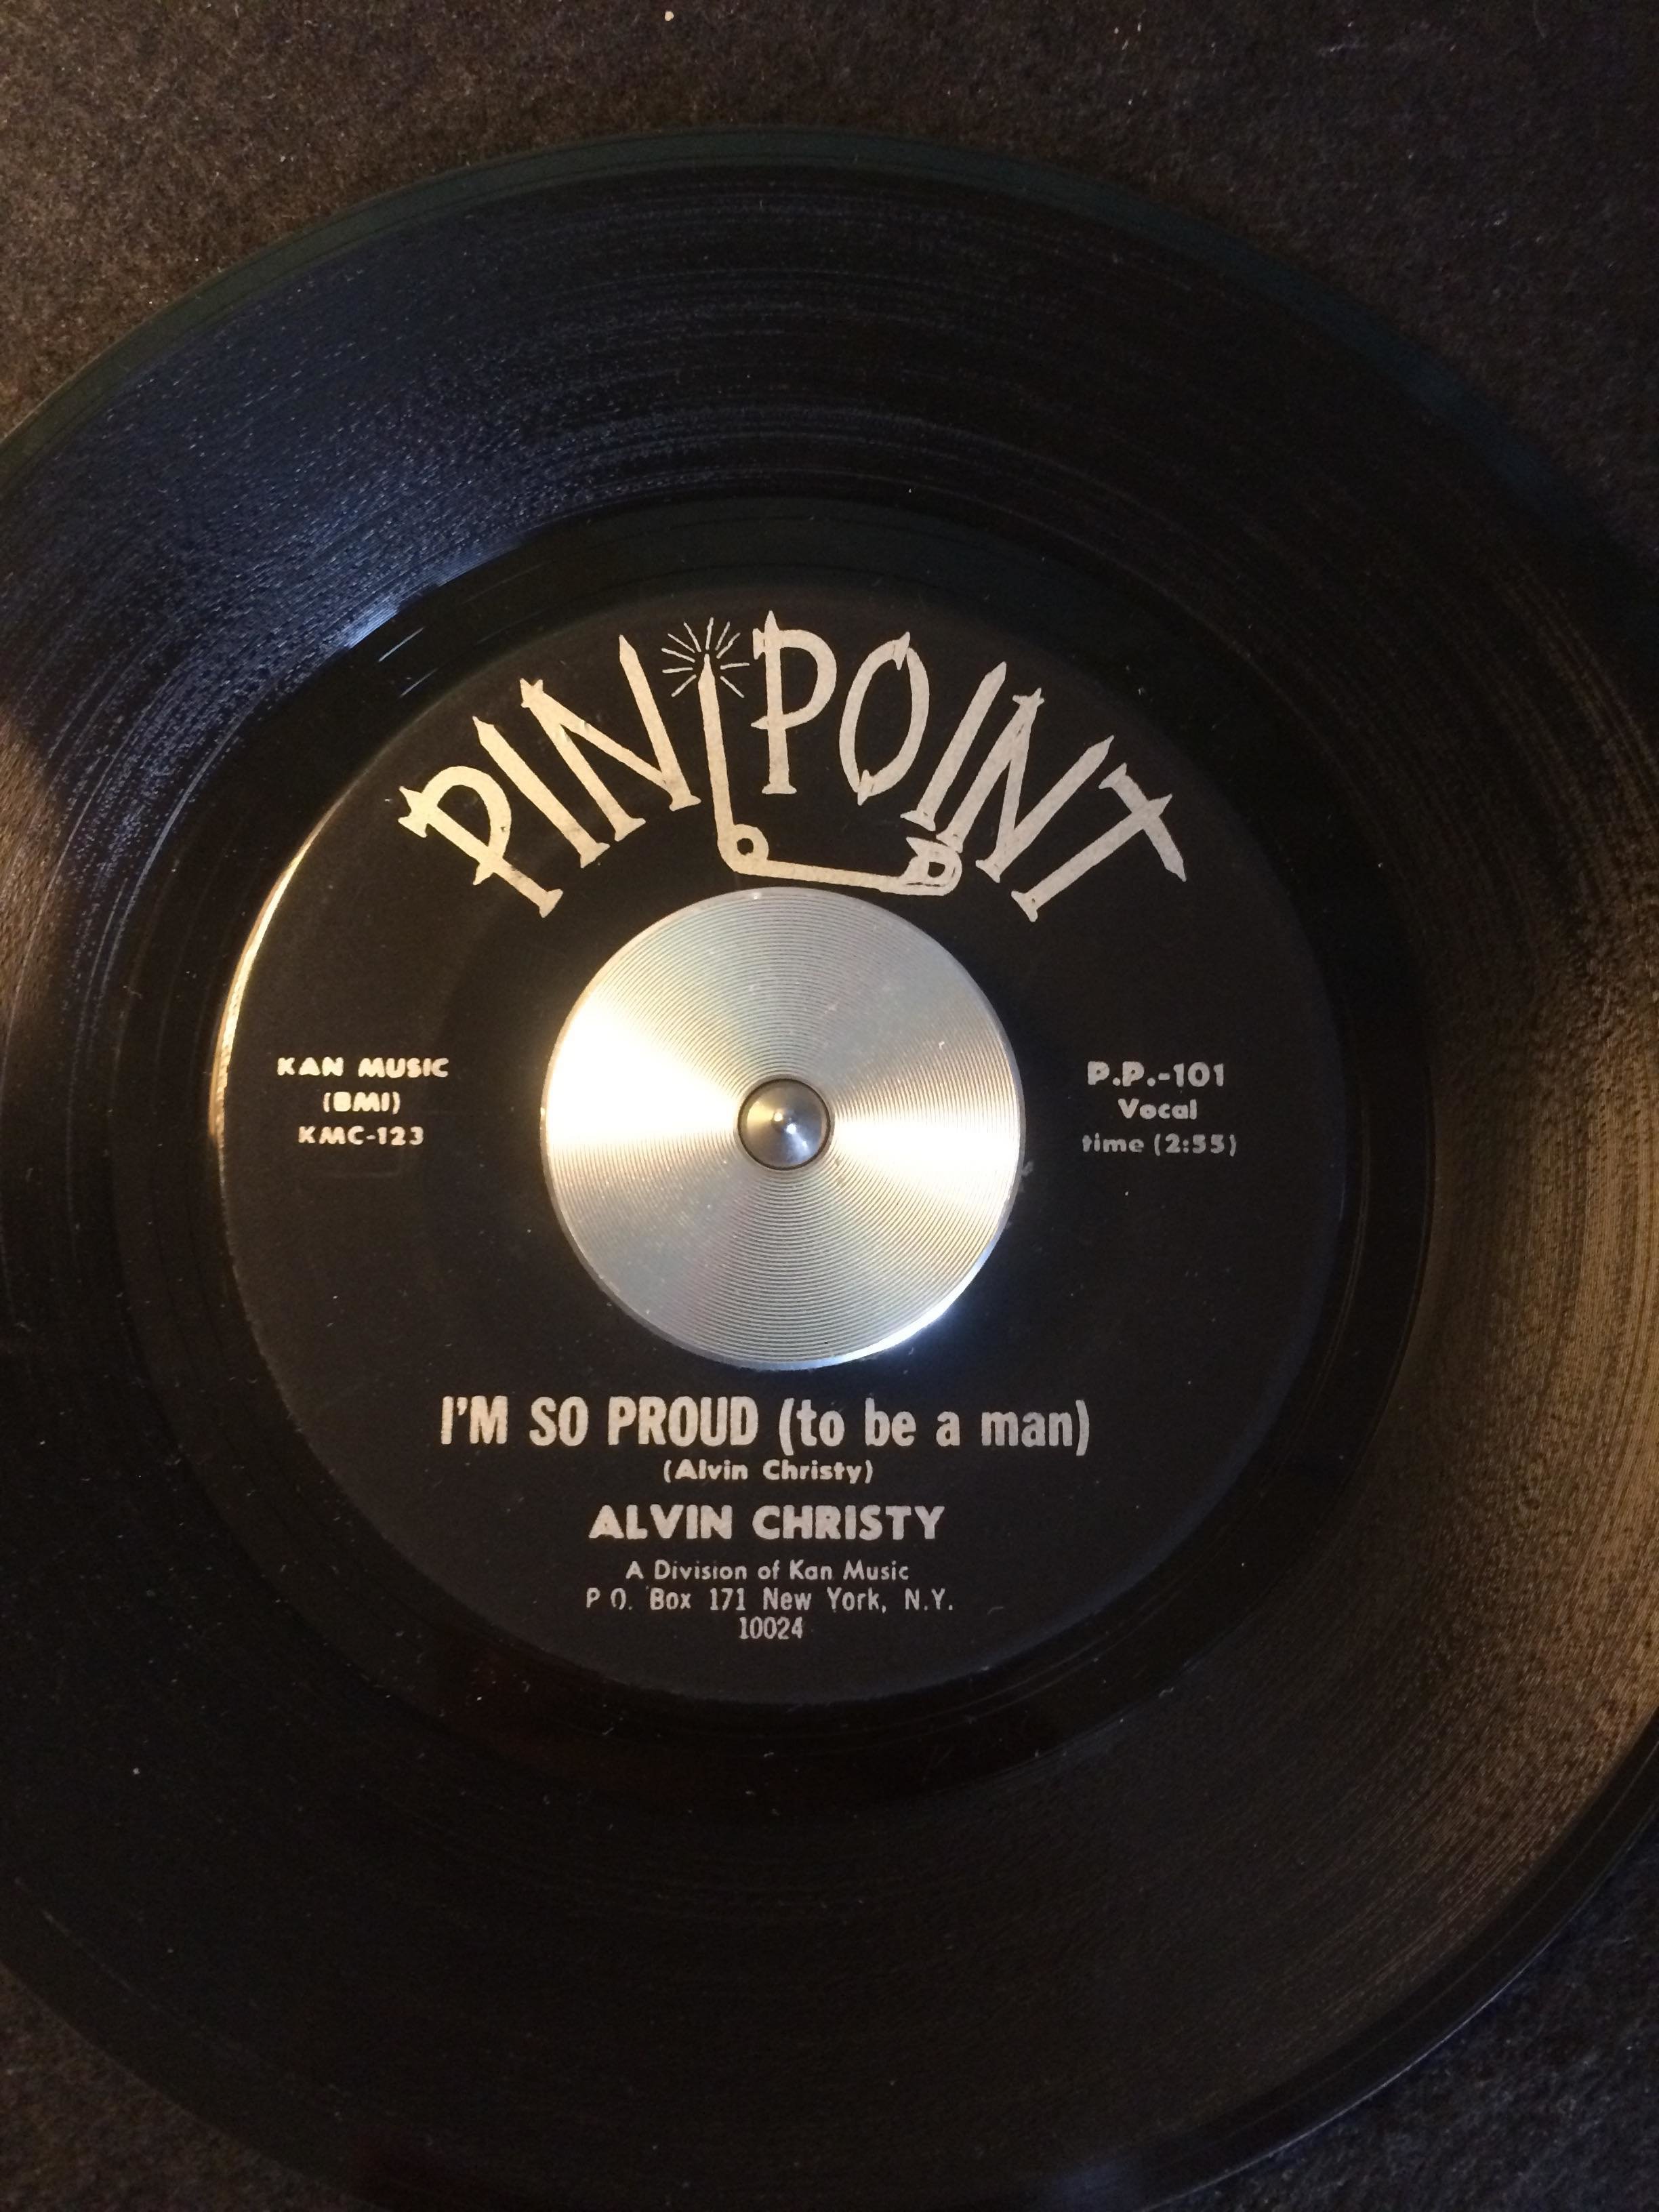 PIN POINT
KAN MUSIC
(BMI)
KMC-123
P.P.-101
Vocal
time (2:55)
I'M SO PROUD (to be a man)
(Alvin Christy)
ALVIN CHRISTY
A Division of Kan Music
P.O. Box 171 New York, N.Y.
10024